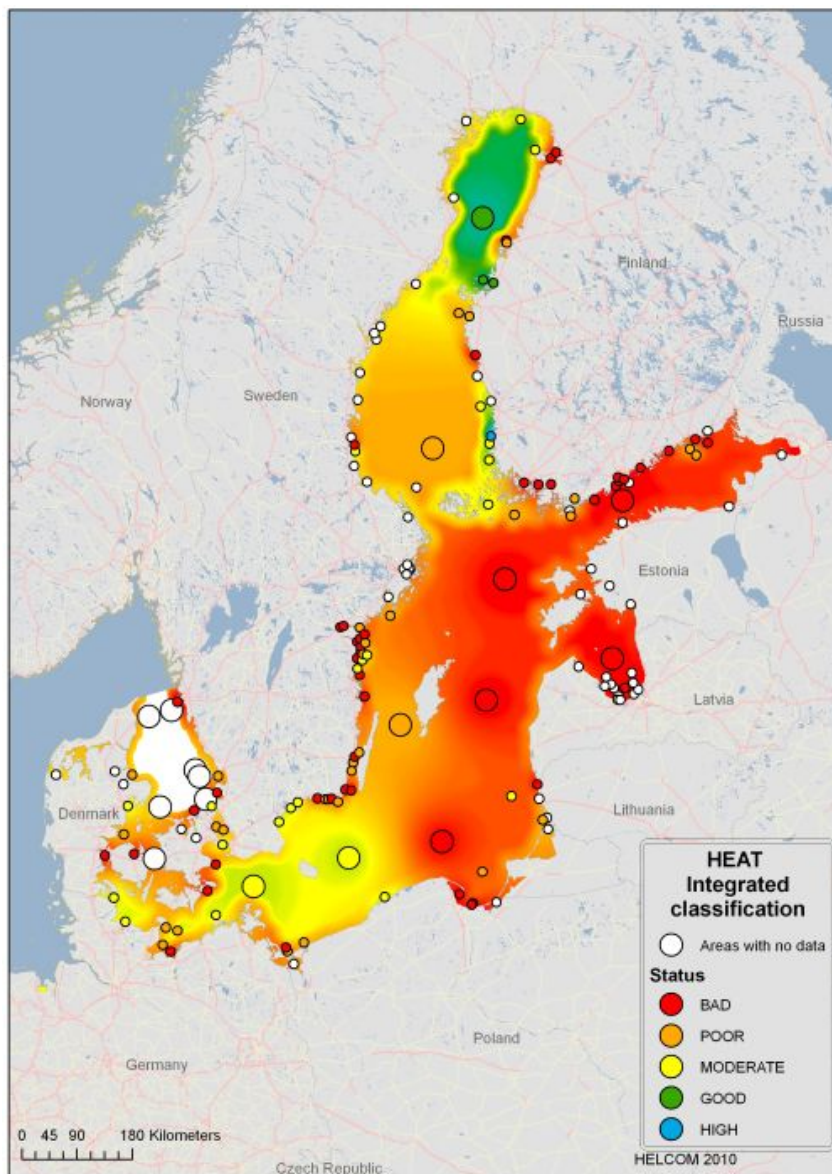 Finland
Russia
Norway
Sweden
Estonia
Latvia
Denmark
Lithuania
HEAT
Integrated
classification
Areas with no data
Status
BAD
POOR
MODERATE
GOOD
HIGH
Poland
Germany
0 45 90 180 Kilometers
HELCOM 2010
Czech Republic